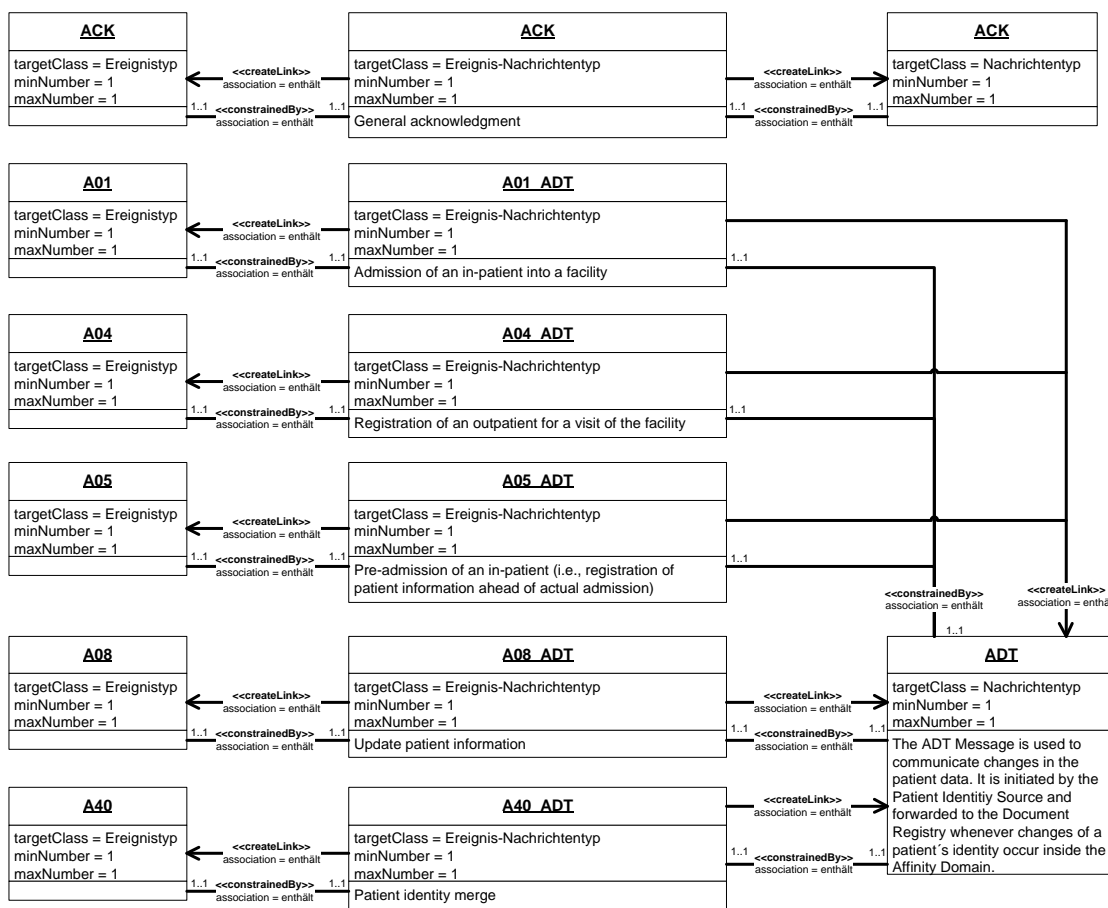 ACK
targetClass = Ereignistyp
minNumber = 1
maxNumber = 1
<<createLink>>
association = enthält
1..1
<<constrainedBy>>
association = enthält
1..1
ACK
targetClass = Ereignis-Nachrichtentyp
minNumber = 1
maxNumber = 1
General acknowledgment
<<createLink>>
association = enthält
1..1
<<constrainedBy>>
association = enthält
1..1
ACK
targetClass = Nachrichtentyp
minNumber = 1
maxNumber = 1
A01
targetClass = Ereignistyp
minNumber = 1
maxNumber = 1
<<createLink>>
association = enthält
1..1
<<constrainedBy>>
association = enthält
1..1
A01_ADT
targetClass = Ereignis-Nachrichtentyp
minNumber = 1
maxNumber = 1
Admission of an in-patient into a facility
1..1
A04
targetClass = Ereignistyp
minNumber = 1
maxNumber = 1
<<createLink>>
association = enthält
1..1
<<constrainedBy>>
association = enthält
1..1
A04_ADT
targetClass = Ereignis-Nachrichtentyp
minNumber = 1
maxNumber = 1
Registration of an outpatient for a visit of the facility
1..1
A05
targetClass = Ereignistyp
minNumber = 1
maxNumber = 1
<<createLink>>
association = enthält
1..1
<<constrainedBy>>
association = enthält
1..1
A05_ADT
targetClass = Ereignis-Nachrichtentyp
minNumber = 1
maxNumber = 1
Pre-admission of an in-patient (i.e., registration of
patient information ahead of actual admission)
1..1
<<constrainedBy>>
association = enthält
<<createLink>>
association = enthält
1..1
A08
targetClass = Ereignistyp
minNumber = 1
maxNumber = 1
<<createLink>>
association = enthält
1..1
<<constrainedBy>>
association = enthält
1..1
A08_ADT
targetClass = Ereignis-Nachrichtentyp
minNumber = 1
maxNumber = 1
Update patient information
<<createLink>>
association = enthält
1..1
<<constrainedBy>>
association = enthält
1..1
ADT
targetClass = Nachrichtentyp
minNumber = 1
maxNumber = 1
The ADT Message is used to
communicate changes in the
patient data. It is initiated by the
Patient Identitiy Source and
forwarded to the Document
Registry whenever changes of a
patient´s identity occur inside the
Affinity Domain.
A40
targetClass = Ereignistyp
minNumber = 1
maxNumber = 1
<<createLink>>
association = enthält
1..1
<<constrainedBy>>
association = enthält
1..1
A40_ADT
targetClass = Ereignis-Nachrichtentyp
minNumber = 1
maxNumber = 1
Patient identity merge
<<createLink>>
association = enthält
1..1
<<constrainedBy>>
association = enthält
1..1